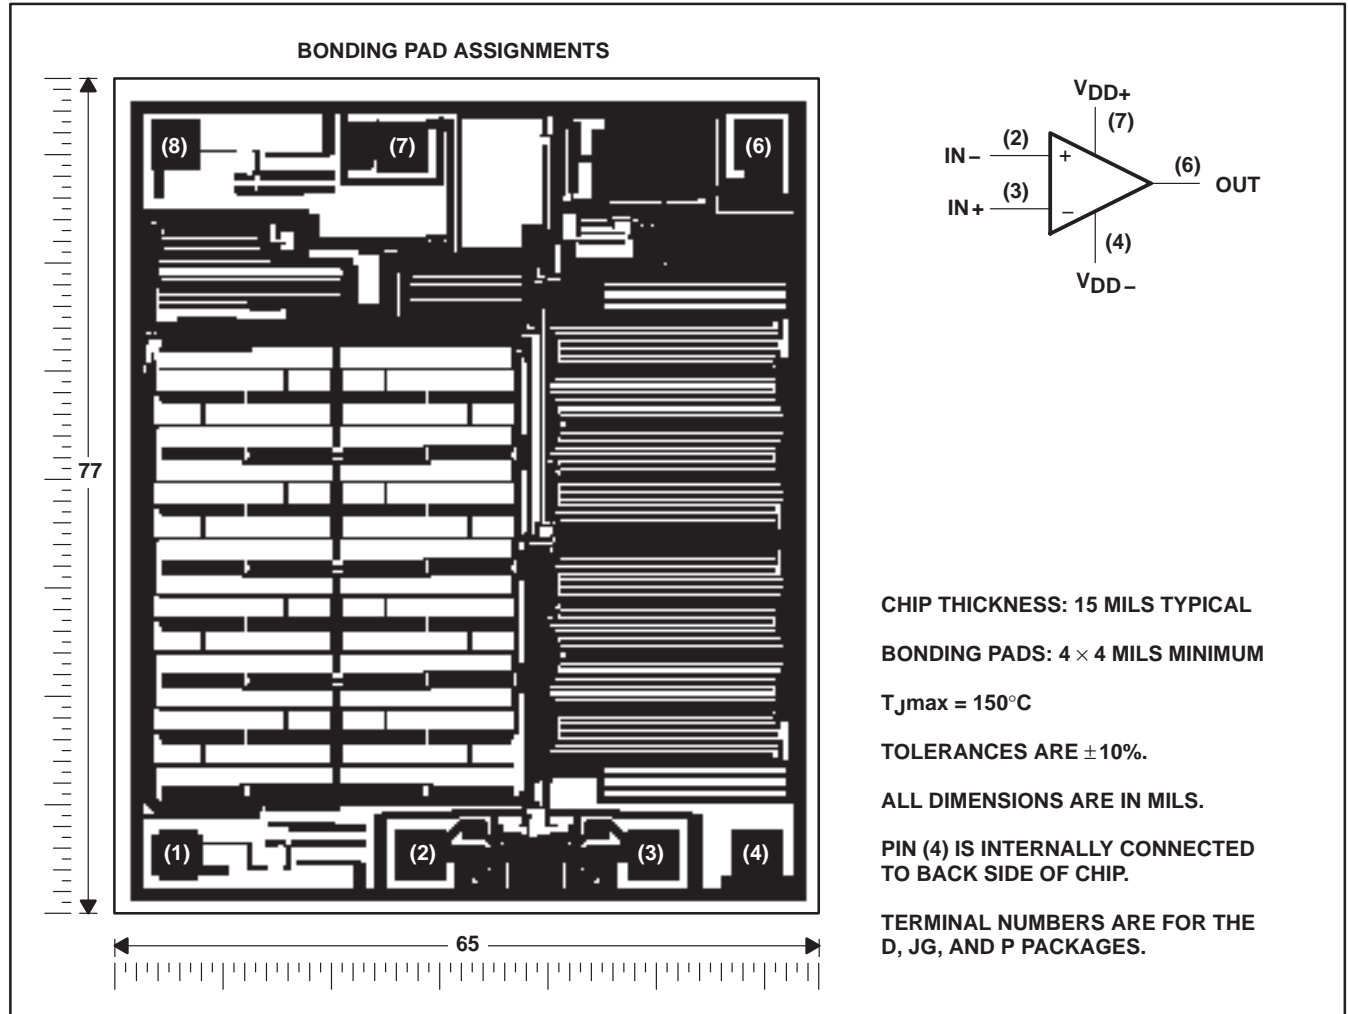 BONDING PAD ASSIGNMENTS
(8)
(7)
(6)
77
(1)
(2)
(3)
(4)
65
VDD+
(7)
(2)
IN−
+
(6)
OUT
(3)
IN+
−
(4)
VDD−
CHIP THICKNESS: 15 MILS TYPICAL
BONDING PADS: 4 × 4 MILS MINIMUM
TJmax = 150°C
TOLERANCES ARE ±10%.
ALL DIMENSIONS ARE IN MILS.
PIN (4) IS INTERNALLY CONNECTED
TO BACK SIDE OF CHIP.
TERMINAL NUMBERS ARE FOR THE
D, JG, AND P PACKAGES.